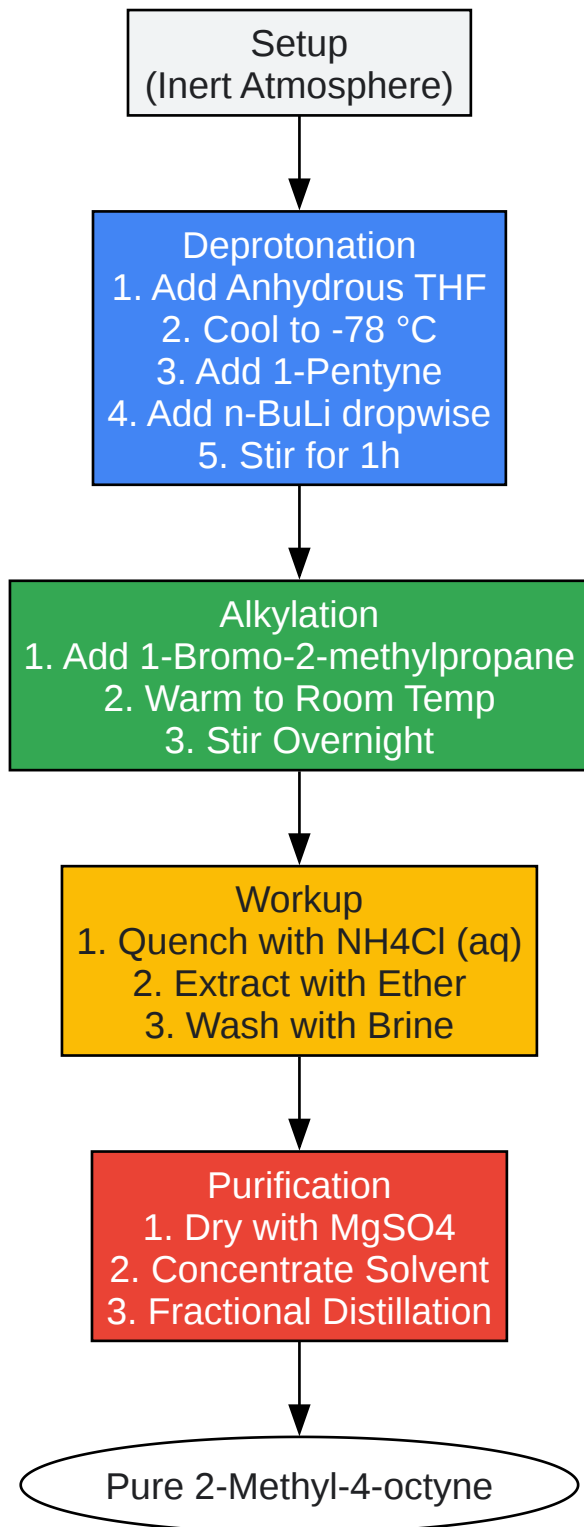 Setup
(Inert Atmosphere)
Deprotonation
1. Add Anhydrous THF
2. Cool to -78 °C
3. Add 1-Pentyne
4. Add n-BuLi dropwise
5. Stir for 1h
Alkylation
1. Add 1-Bromo-2-methylpropane
2. Warm to Room Temp
3. Stir Overnight
Workup
1. Quench with NH4Cl (aq)
2. Extract with Ether
3. Wash with Brine
Purification
1. Dry with MgSO4
2. Concentrate Solvent
3. Fractional Distillation
Pure 2-Methyl-4-octyne